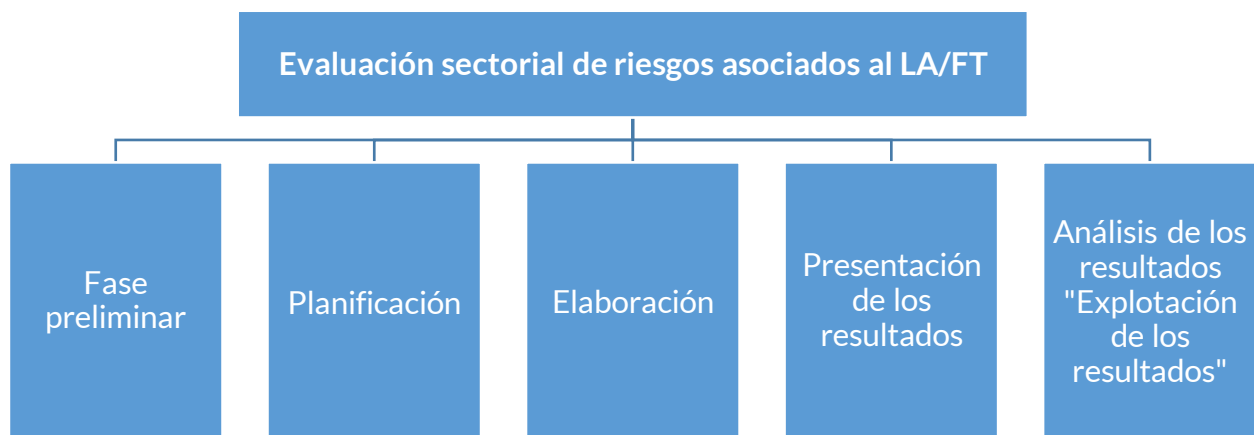 Evaluación sectorial de riesgos asociados al LA/FT
Fase
preliminar
Planificación
Elaboración
Presentación
de los
resultados
Análisis de los
resultados
"Explotación
de los
resultados"